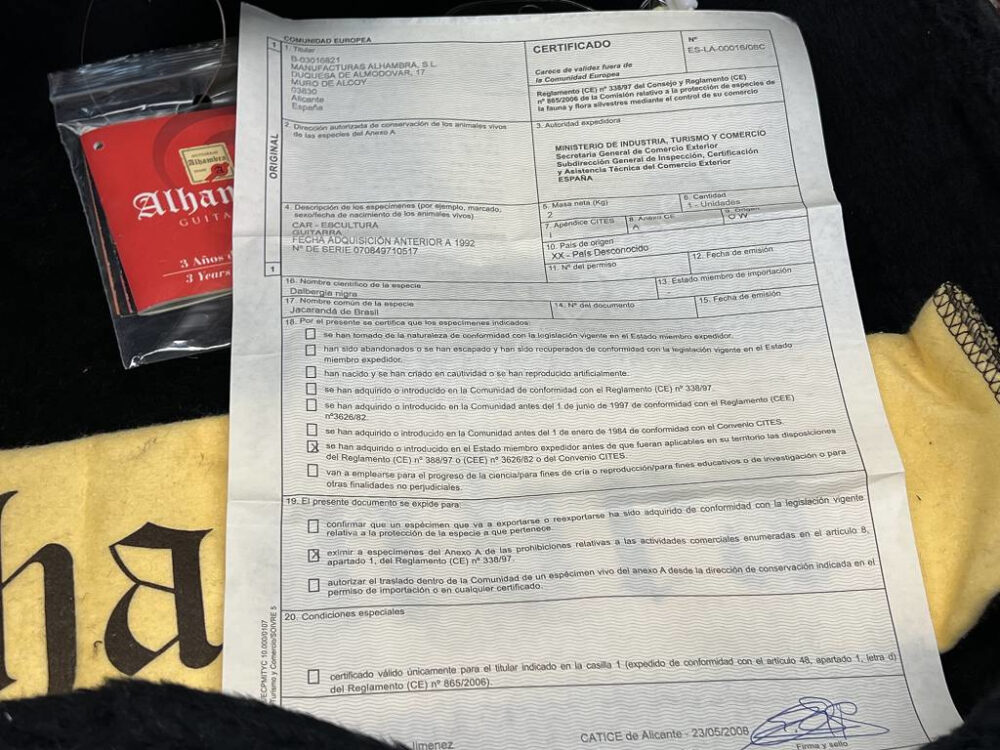 COMUNIDAD EUROPEA
1
1. Titular
B-03016821
MANUFACTURAS ALHAMBRA, S.L.
DUQUESA DE ALMODOVAR, 17
MURO DE ALCOY
03830
Alicante
España
CERTIFICADO
Carece de validez fuera de
la Comunidad Europea
Nº
ES-LA-00016/08C
Reglamento (CE) nº 338/97 del Consejo y Reglamento (CE)
nº 865/2006 de la Comisión relativo a la protección de especies de
la fauna y flora silvestres mediante el control de su comercio
2. Dirección autorizada de conservación de los animales vivos
de las especies del Anexo A
3. Autoridad expedidora
MINISTERIO DE INDUSTRIA, TURISMO Y COMERCIO
Secretaría General de Comercio Exterior
Subdirección General de Inspección, Certificación
y Asistencia Técnica del Comercio Exterior
ESPAÑA
ORIGINAL
4. Descripción de los especímenes (por ejemplo, marcado,
sexo/fecha de nacimiento de los animales vivos)
CAR - ESCULTURA
GUITARRA
FECHA ADQUISICIÓN ANTERIOR A 1992
Nº DE SERIE 070849710517
1
5. Masa neta (Kg)
2
6. Cantidad
1 - Unidades
7. Apéndice CITES
I
8. Anexo CE
A
9. Origen
O W
10. País de origen
XX - País Desconocido
11. Nº del permiso
12. Fecha de emisión
16. Nombre científico de la especie
Dalbergia nigra
13. Estado miembro de importación
17. Nombre común de la especie
Jacarandá de Brasil
14. Nº del documento
15. Fecha de emisión
18. Por el presente se certifica que los especímenes indicados:
se han tomado de la naturaleza de conformidad con la legislación vigente en el Estado miembro expedidor.
han sido abandonados o se han escapado y han sido recuperados de conformidad con la legislación vigente en el Estado
miembro expedidor.
han nacido y se han criado en cautividad o se han reproducido artificialmente.
se han adquirido o introducido en la Comunidad de conformidad con el Reglamento (CE) nº 338/97.
se han adquirido o introducido en la Comunidad antes del 1 de junio de 1997 de conformidad con el Reglamento (CEE)
nº3626/82.
se han adquirido o introducido en la Comunidad antes del 1 de enero de 1984 de conformidad con el Convenio CITES.
X se han adquirido o introducido en el Estado miembro expedidor antes de que fueran aplicables en su territorio las disposiciones
del Reglamento (CE) nº 388/97 o (CEE) nº 3626/82 o del Convenio CITES.
van a emplearse para el progreso de la ciencia/para fines de cría o reproducción/para fines educativos o de investigación o para
otras finalidades no perjudiciales.
19. El presente documento se expide para:
confirmar que un espécimen que va a exportarse o reexportarse ha sido adquirido de conformidad con la legislación vigente
relativa a la protección de la especie a que pertenece.
X eximir a especímenes del Anexo A de las prohibiciones relativas a las actividades comerciales enumeradas en el artículo 8,
apartado 1, del Reglamento (CE) nº 338/97.
autorizar el traslado dentro de la Comunidad de un espécimen vivo del anexo A desde la dirección de conservación indicada en el
permiso de importación o en cualquier certificado.
20. Condiciones especiales
certificado válido únicamente para el titular indicado en la casilla 1 (expedido de conformidad con el artículo 48, apartado 1, letra d)
del Reglamento (CE) nº 865/2006).
Jimenez
CATICE de Alicante - 23/05/2008
Firma y sello
Turismo y Comercio/SOIVRE 5
Alhambra
Alham
GUITA
3 Años
3 Years
ha